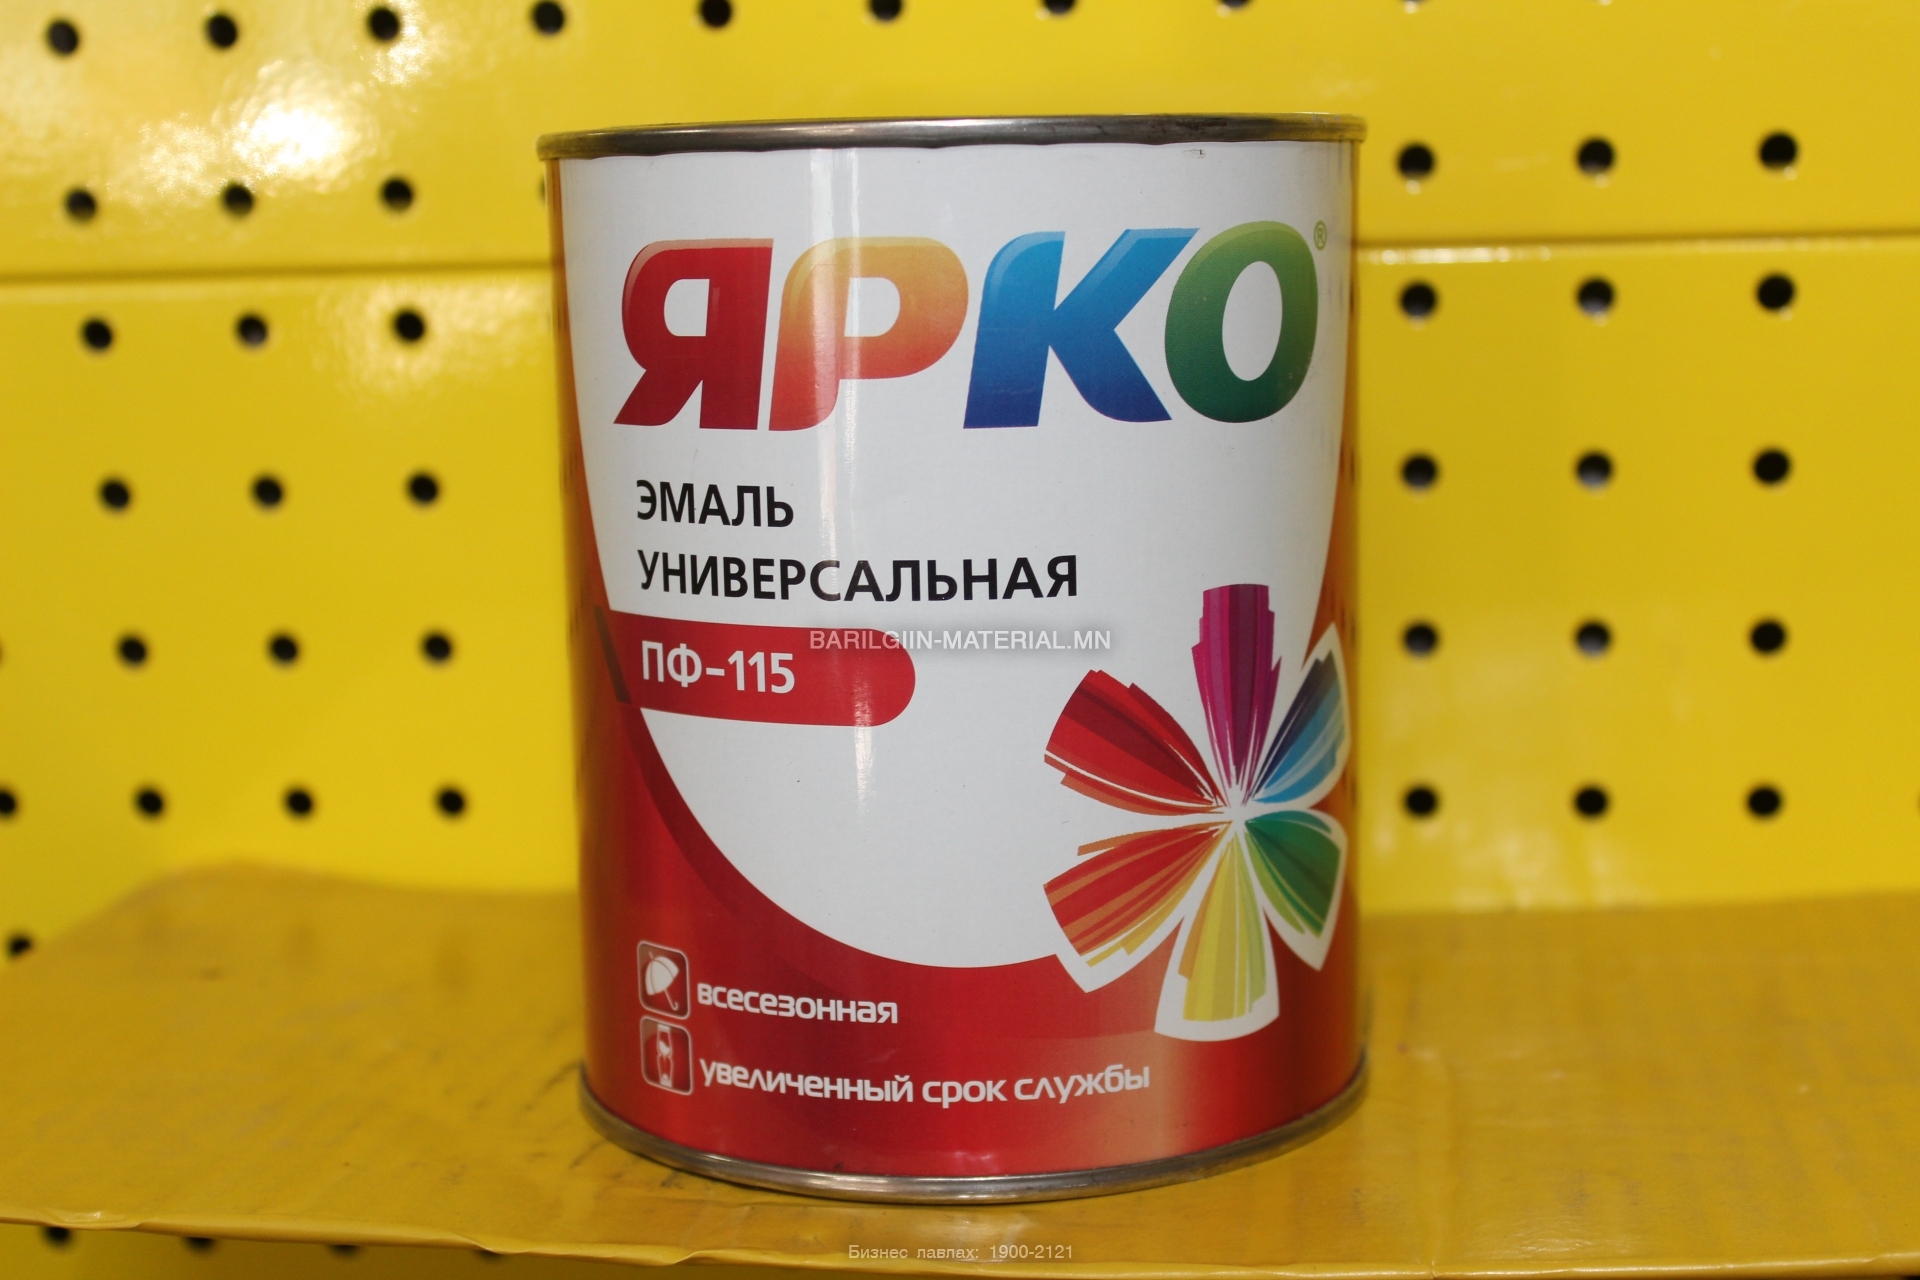 ЯРКО®
ЭМАЛЬ
УНИВЕРСАЛЬНАЯ
ПФ-115
BARILGIIN-MATERIAL.MN
всесезонная
увеличенный срок службы
Бизнес лавлах: 1900-2121